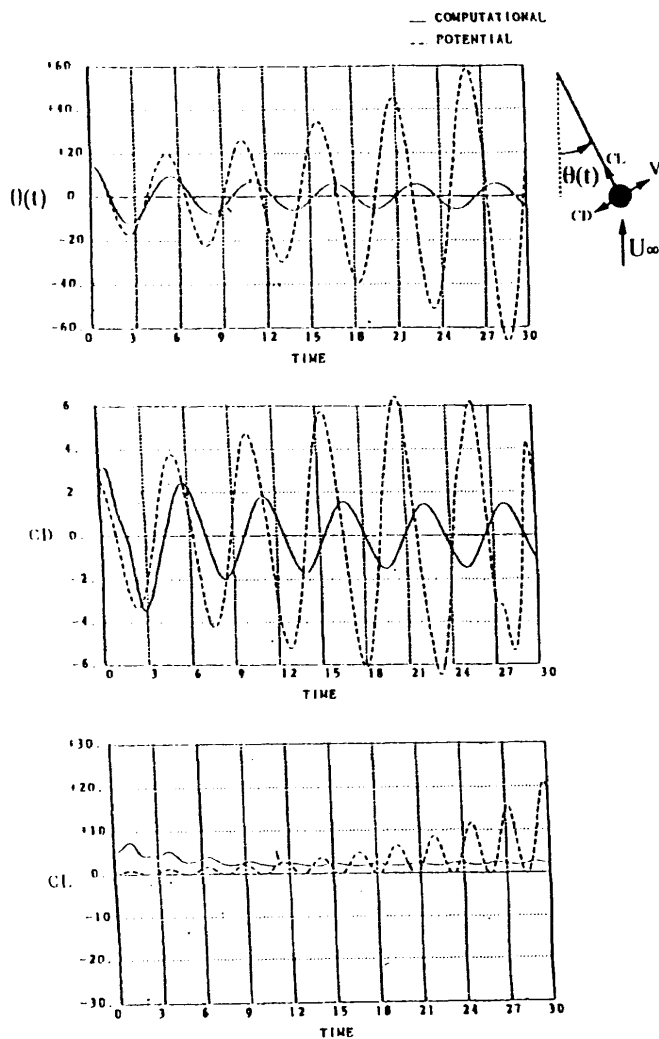 COMPUTATIONAL
POTENTIAL
+60
+40
+20
0
-20
-40
-60
θ(t)
0 3 6 9 12 15 18 21 24 27 30
TIME
CL
θ(t)
V
CD
U∞
6
4
2
0.
-2
-4
-6
CD
0 3 6 9 12 15 18 21 24 27 30
TIME
+30.
+20.
+10
0.
-10
-20.
-30.
CL
0 3 6 9 12 15 18 21 24 27 30
TIME